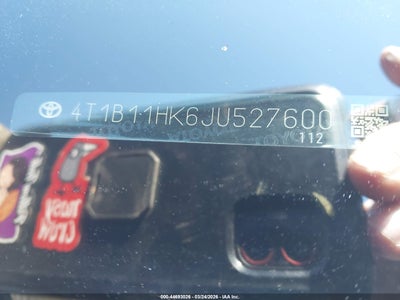 4T1B11HK6JU527600
112
000.44693026 - 03/24/2026 - IAA Inc.